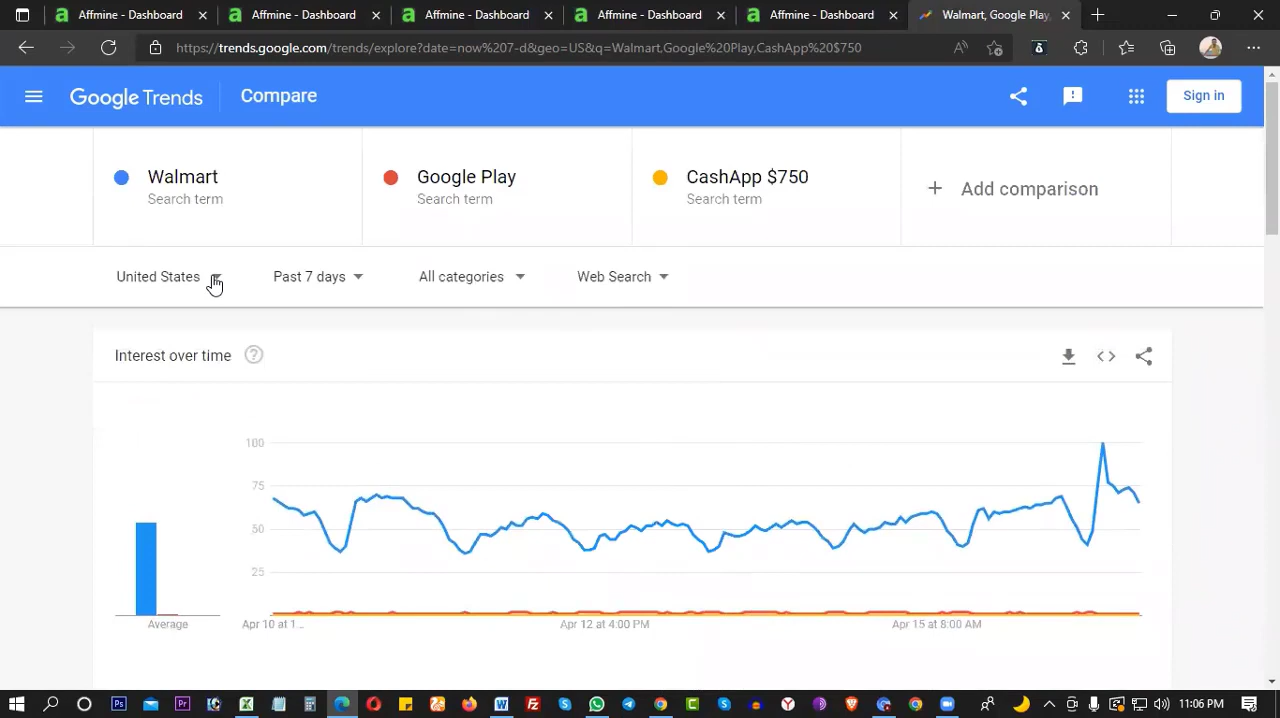 Affmine - Dashboard
Affmine - Dashboard
Affmine - Dashboard
Affmine - Dashboard
Affmine - Dashboard
Walmart, Google Play,
https://trends.google.com/trends/explore?date=now%207-d&geo=US&q=Walmart,Google%20Play,CashApp%20$750
Google Trends
Compare
Sign in
Walmart
Search term
Google Play
Search term
CashApp $750
Search term
+ Add comparison
United States
Past 7 days
All categories
Web Search
Interest over time
100
75
50
25
Average
Apr 10 at 1 ..
Apr 12 at 4:00 PM
Apr 15 at 8:00 AM
11:06 PM